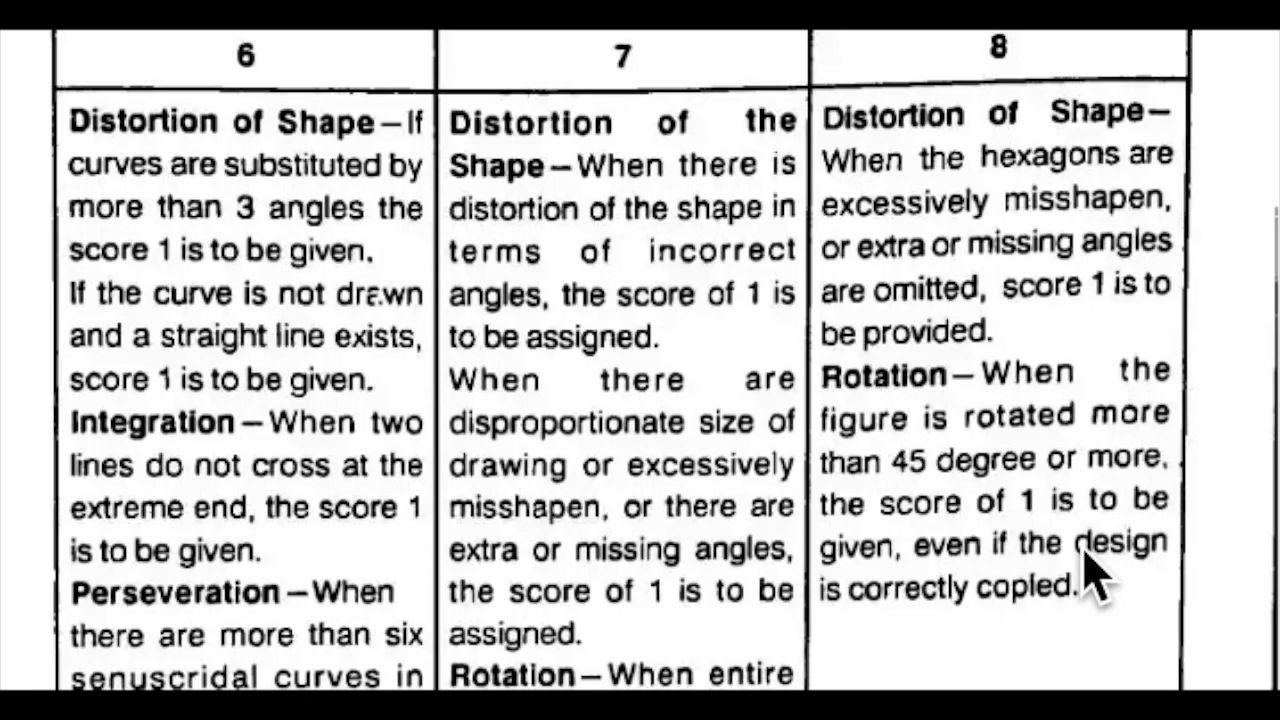 6
Distortion of Shape – If
curves are substituted by
more than 3 angles the
score 1 is to be given.
If the curve is not drawn
and a straight line exists,
score 1 is to be given.
Integration – When two
lines do not cross at the
extreme end, the score 1
is to be given.
Perseveration – When
there are more than six
senuscridal curves in
7
Distortion of the
Shape – When there is
distortion of the shape in
terms of incorrect
angles, the score of 1 is
to be assigned.
When there are
disproportionate size of
drawing or excessively
misshapen, or there are
extra or missing angles,
the score of 1 is to be
assigned.
Rotation – When entire
8
Distortion of Shape –
When the hexagons are
excessively misshapen,
or extra or missing angles
are omitted, score 1 is to
be provided.
Rotation – When the
figure is rotated more
than 45 degree or more,
the score of 1 is to be
given, even if the design
is correctly copled.